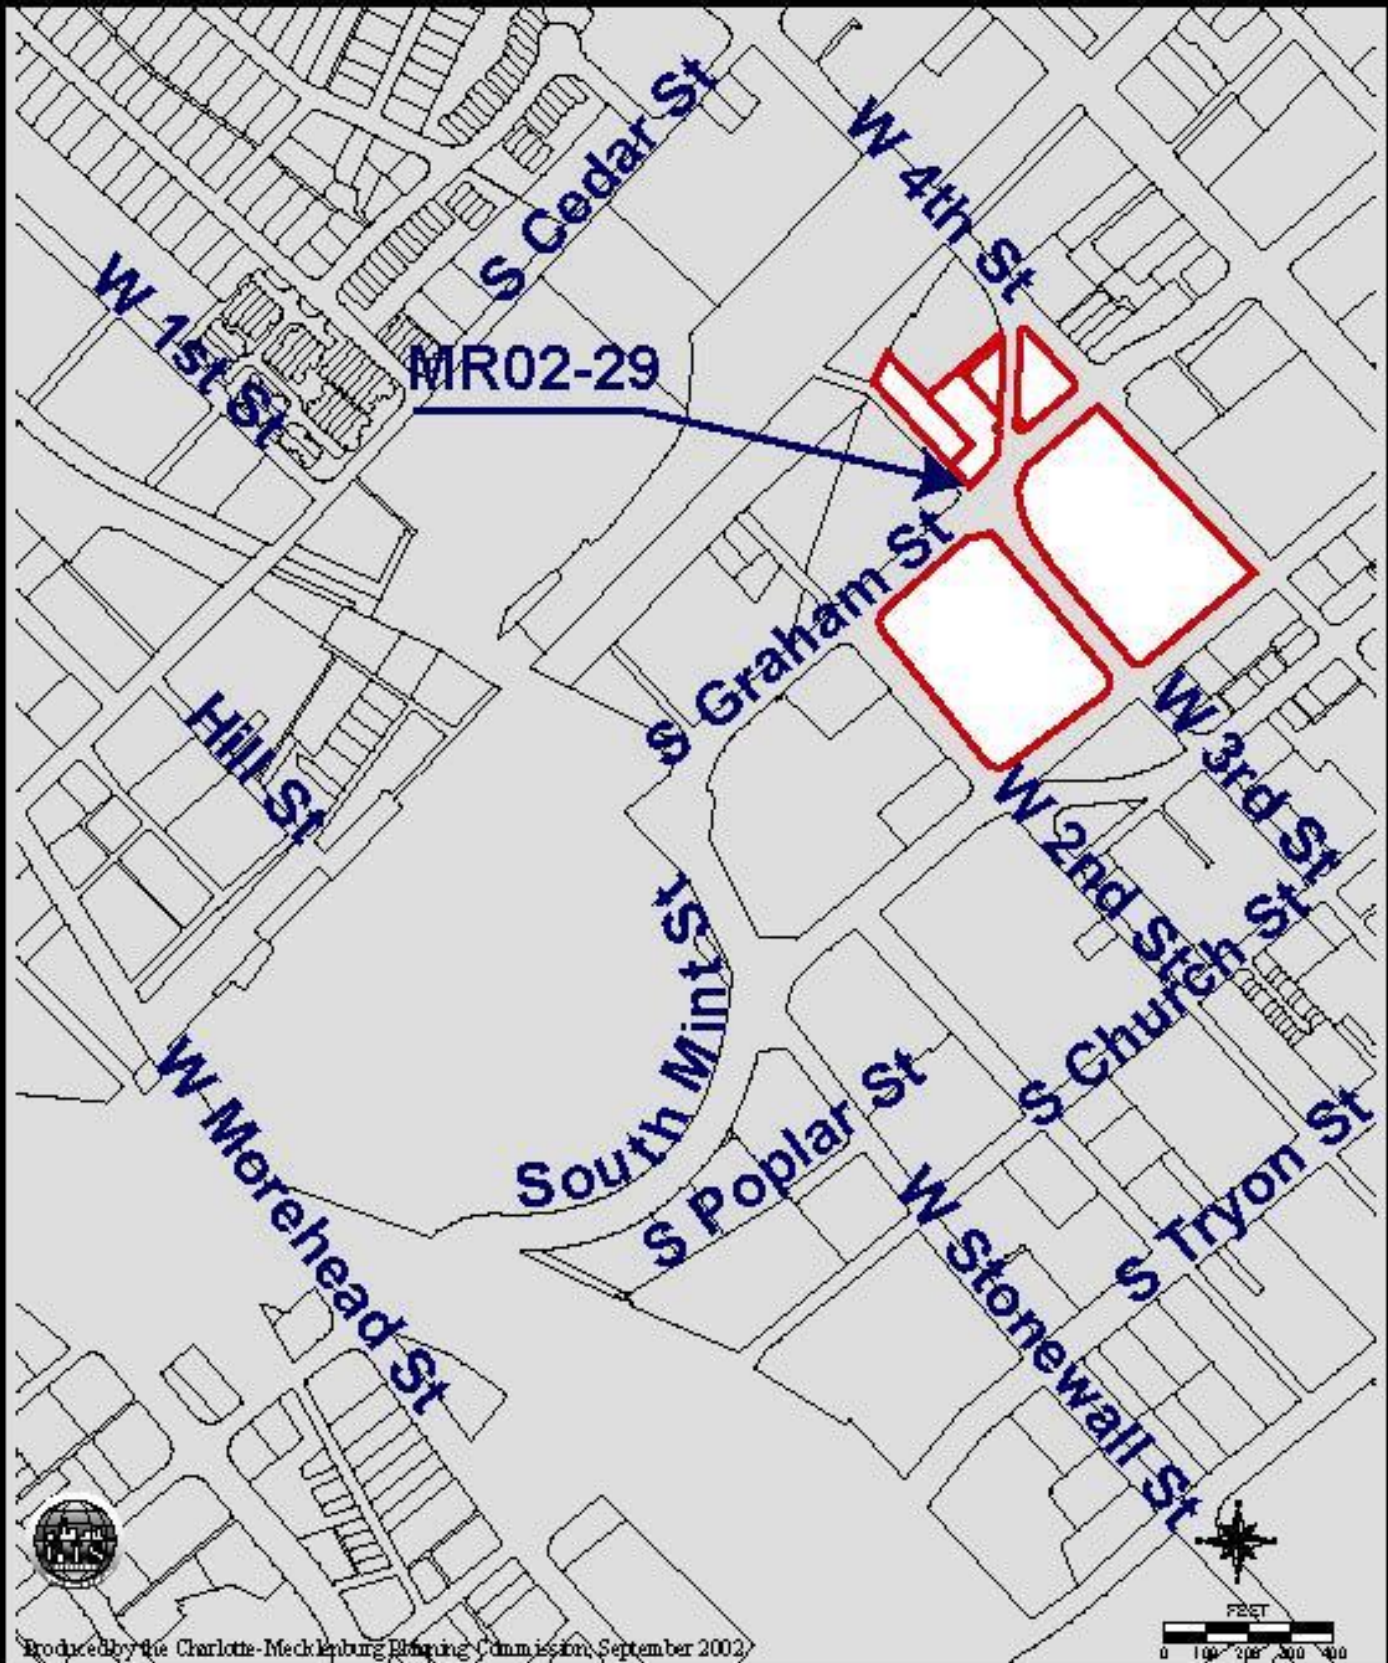 S Cedar St
W 4th St
W 1st St
MR02-29
S Graham St
Hill St
W 3rd St
W 2nd St
South Mint St
S Church St
W Morehead St
S Poplar St
S Tryon St
W Stonewall St
FEET
0 100 200 300 400
Produced by the Charlotte-Mecklenburg Planning Commission, September 2002